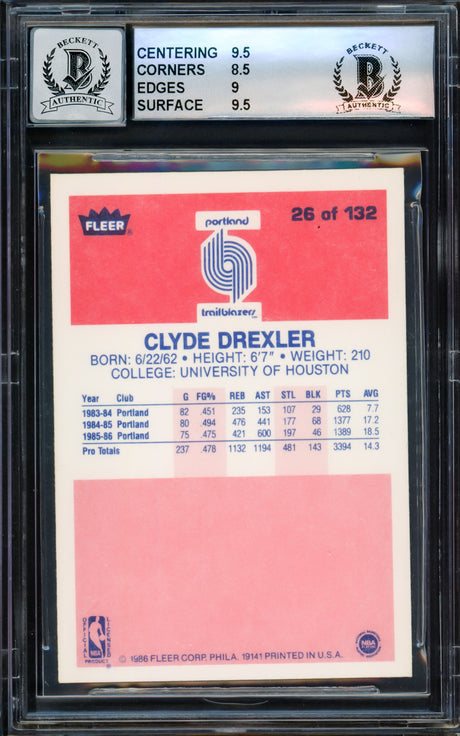 BECKETT
B
AUTHENTIC
CENTERING 9.5
CORNERS 8.5
EDGES 9
SURFACE 9.5
BECKETT
B
AUTHENTIC
FLEER®
portland
trailblazers
26 of 132
CLYDE DREXLER
BORN: 6/22/62 • HEIGHT: 6'7" • WEIGHT: 210
COLLEGE: UNIVERSITY OF HOUSTON
Year Club G FG% REB AST STL BLK PTS AVG
1983-84 Portland 82 .451 235 153 107 29 628 7.7
1984-85 Portland 80 .494 476 441 177 68 1377 17.2
1985-86 Portland 75 .475 421 600 197 46 1389 18.5
Pro Totals 237 .478 1132 1194 481 143 3394 14.3
OFFICIAL
LICENSED
NBA
PRODUCT
© 1986 FLEER CORP. PHILA. 19141 PRINTED IN U.S.A.
NBA